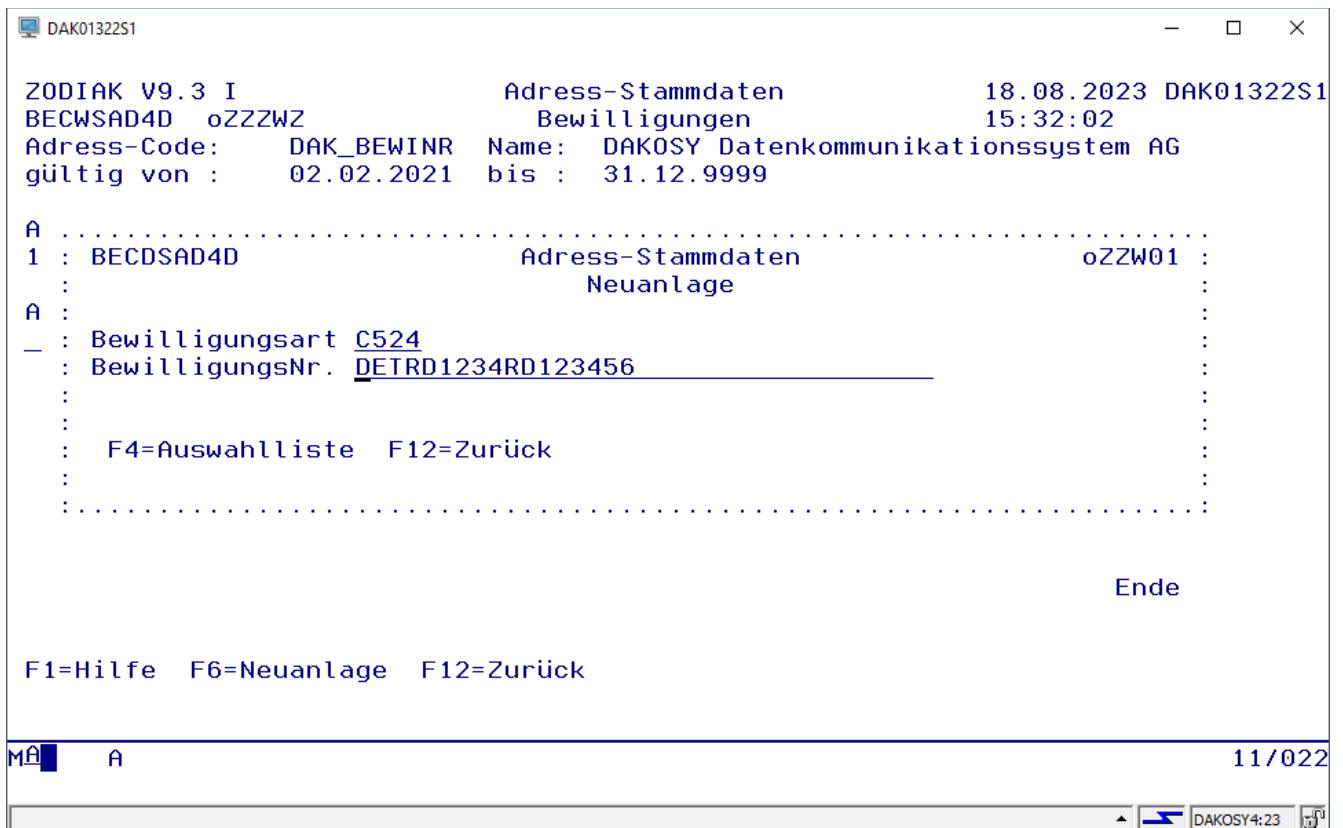 DAK01322S1
ZODIAK V9.3 I Adress-Stammdaten 18.08.2023 DAK01322S1
BECWSAD4D oZZZWZ Bewilligungen 15:32:02
Adress-Code: DAK_BEWINR Name: DAKOSY Datenkommunikationssystem AG
gültig von : 02.02.2021 bis : 31.12.9999
A ......................................................................
1 : BECDSAD4D Adress-Stammdaten oZZW01 :
: Neuanlage :
A : :
_ : Bewilligungsart C524 :
: BewilligungsNr. DETRD1234RD123456 :
: :
: :
: F4=Auswahlliste F12=Zurück :
: :
:.....................................................................:
Ende
F1=Hilfe F6=Neuanlage F12=Zurück
MA A 11/022
DAKOSY4:23